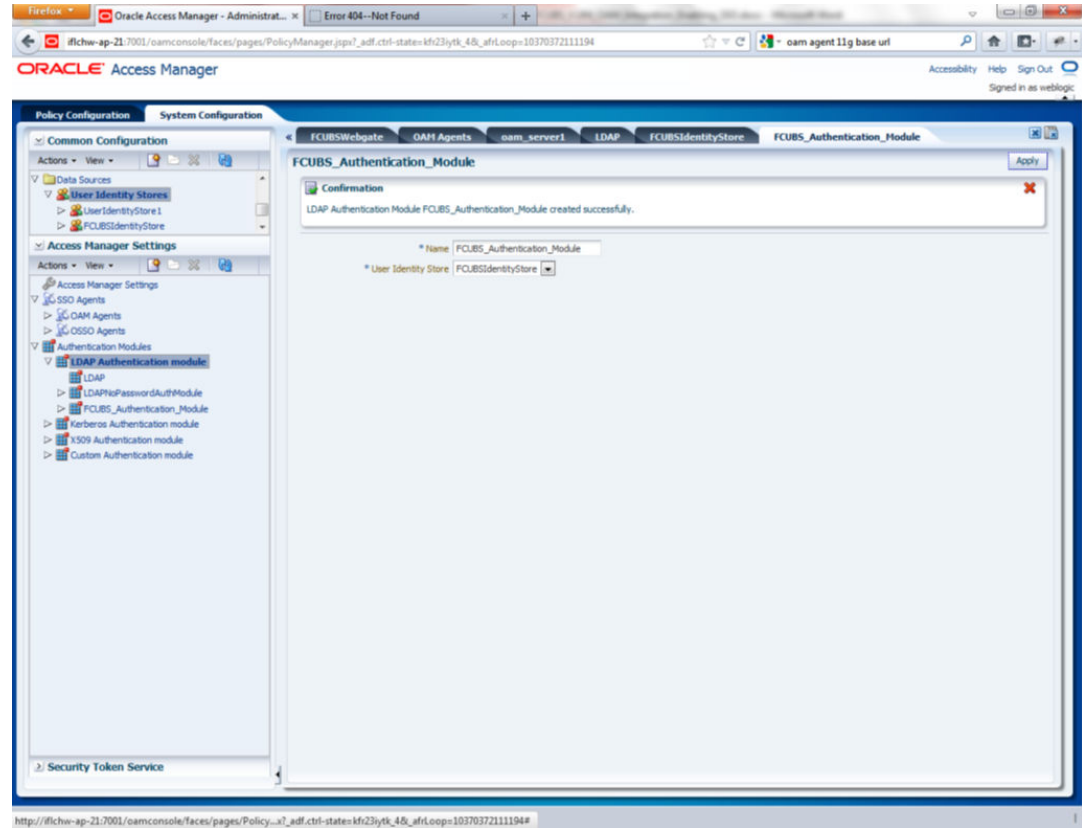 Firefox
Oracle Access Manager - Administrat... ×
Error 404--Not Found × +
iflchw-ap-21:7001/oamconsole/faces/pages/PolicyManager.jspx?_adf.ctrl-state=kfr23iytk_4&_afrLoop=10370372111194
oam agent 11g base url
ORACLE Access Manager
Accessibility Help Sign Out
Signed in as weblogic
Policy Configuration System Configuration
Common Configuration
Actions View
Data Sources
User Identity Stores
UserIdentityStore1
FCUBSIdentityStore
Access Manager Settings
Actions View
Access Manager Settings
SSO Agents
OAM Agents
OSSO Agents
Authentication Modules
LDAP Authentication module
LDAP
LDAPNoPasswordAuthModule
FCUBS_Authentication_Module
Kerberos Authentication module
X509 Authentication module
Custom Authentication module
Security Token Service
« FCUBSWebgate OAM Agents oam_server1 LDAP FCUBSIdentityStore FCUBS_Authentication_Module
FCUBS_Authentication_Module Apply
Confirmation
LDAP Authentication Module FCUBS_Authentication_Module created successfully.
* Name FCUBS_Authentication_Module
* User Identity Store FCUBSIdentityStore
http://iflchw-ap-21:7001/oamconsole/faces/pages/Policy...x?_adf.ctrl-state=kfr23iytk_4&_afrLoop=10370372111194#